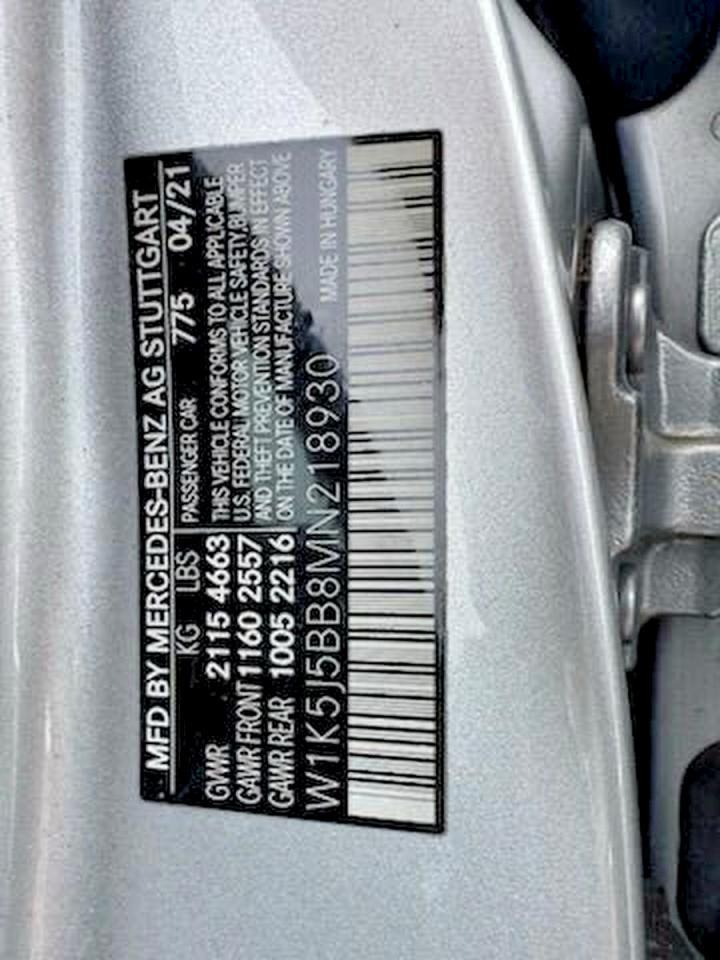 MFD BY MERCEDES-BENZ AG STUTTGART
KG LBS PASSENGER CAR 775 04/21
GVWR 2115 4663 THIS VEHICLE CONFORMS TO ALL APPLICABLE
GAWR FRONT 1160 2557 U.S. FEDERAL MOTOR VEHICLE SAFETY, BUMPER
GAWR REAR 1005 2216 AND THEFT PREVENTION STANDARDS IN EFFECT
ON THE DATE OF MANUFACTURE SHOWN ABOVE
W1K5J5BB8MN218930 MADE IN HUNGARY